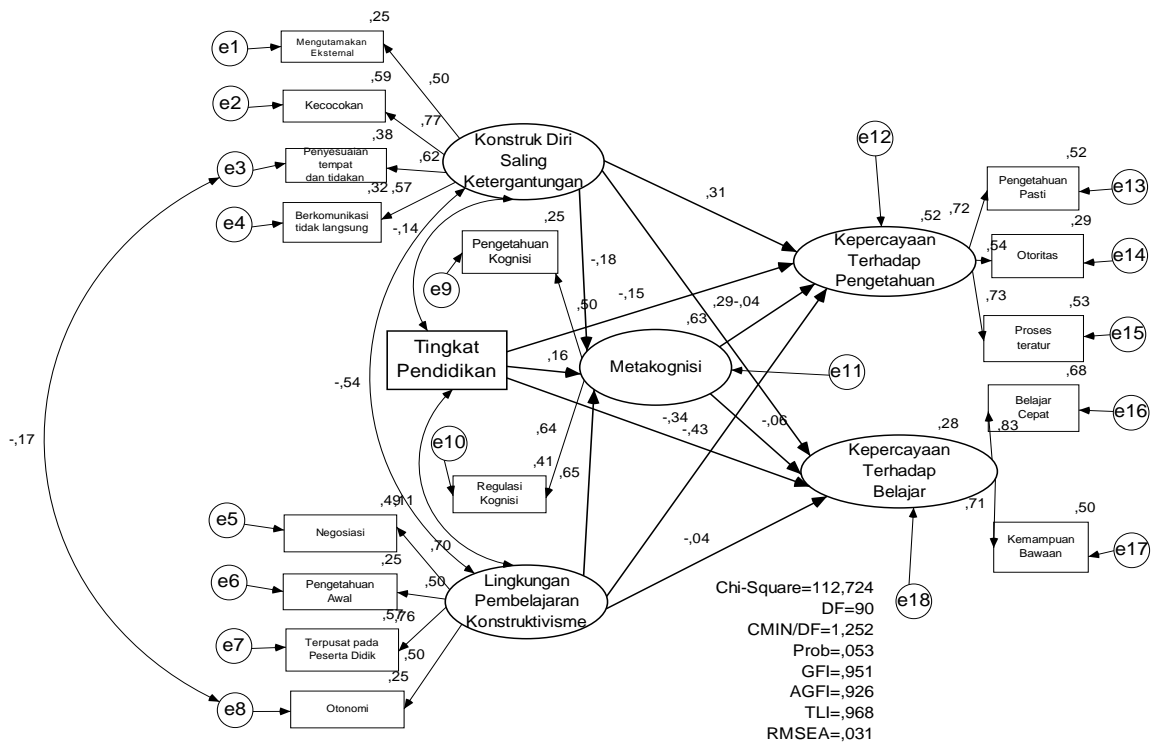 ,25
e1
Mengutamakan
Eksternal
,50
,59
e2
Kecocokan
,77
,38
e3
Penyesuaian
tempat
dan tidakan
,62
,32
,57
e4
Berkomunikasi
tidak langsung
-,14
Konstruk Diri
Saling
Ketergantungan
e12
,31
,52
Kepercayaan
Terhadap
Pengetahuan
,52
Pengetahuan
Pasti
e13
,72
,29
Otoritas
e14
,54
,73
,53
Proses
teratur
e15
,25
Pengetahuan
Kognisi
e9
-,18
,50
-,15
,29
-,04
,63
Tingkat
Pendidikan
,16
Metakognisi
e11
-,54
-,17
,68
Belajar
Cepat
e16
,83
-,34
-,43
-,06
,28
Kepercayaan
Terhadap
Belajar
,71
,50
Kemampuan
Bawaan
e17
e10
,64
,41
,65
Regulasi
Kognisi
,49
,11
e5
Negosiasi
,70
,25
e6
Pengetahuan
Awal
,50
,57
,76
e7
Terpusat pada
Peserta Didik
,50
,25
e8
Otonomi
Lingkungan
Pembelajaran
Konstruktivisme
-,04
e18
Chi-Square=112,724
DF=90
CMIN/DF=1,252
Prob=,053
GFI=,951
AGFI=,926
TLI=,968
RMSEA=,031